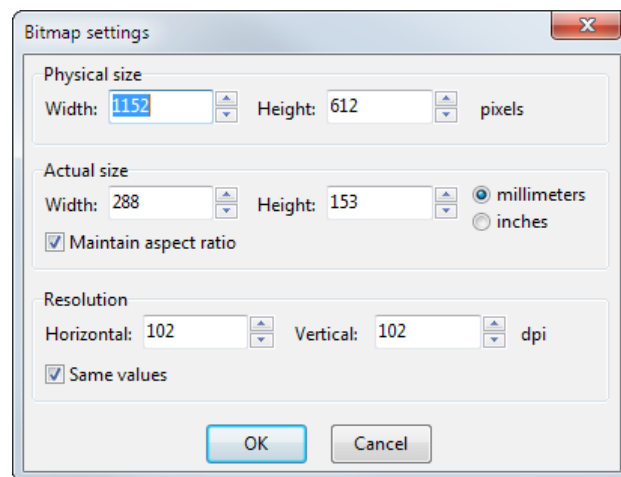 Bitmap settings
Physical size
Width: 1152 Height: 612 pixels
Actual size
Width: 288 Height: 153 millimeters
inches
Maintain aspect ratio
Resolution
Horizontal: 102 Vertical: 102 dpi
Same values
OK Cancel